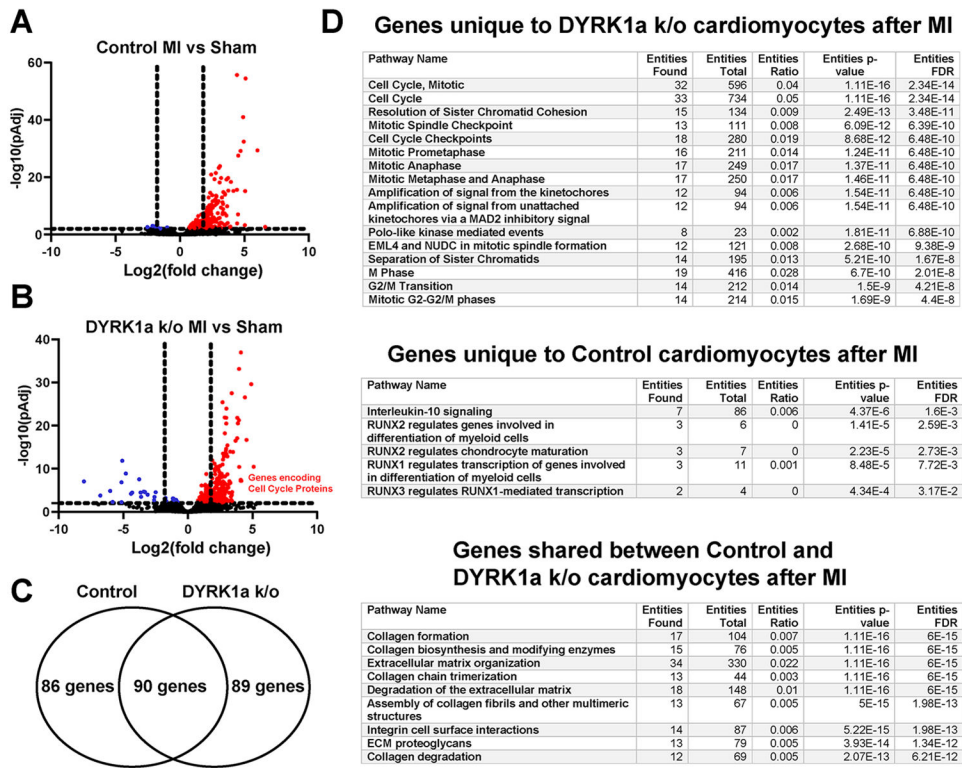 A
Control MI vs Sham
60
40
20
0
-10
-5
0
5
10
-log10(pAdj)
Log2(fold change)
B
DYRK1a k/o MI vs Sham
40
30
20
10
0
-10
-5
0
5
10
-log10(pAdj)
Log2(fold change)
Genes encoding
Cell Cycle Proteins
C
Control DYRK1a k/o
86 genes 90 genes 89 genes
D
Genes unique to DYRK1a k/o cardiomyocytes after MI
Pathway Name Entities Found Entities Total Entities Ratio Entities p-value Entities FDR
Cell Cycle, Mitotic 32 596 0.04 1.11E-16 2.34E-14
Cell Cycle 33 734 0.05 1.11E-16 2.34E-14
Resolution of Sister Chromatid Cohesion 15 134 0.009 2.49E-13 3.48E-11
Mitotic Spindle Checkpoint 13 111 0.008 6.09E-12 6.39E-10
Cell Cycle Checkpoints 18 280 0.019 8.68E-12 6.48E-10
Mitotic Prometaphase 16 211 0.014 1.24E-11 6.48E-10
Mitotic Anaphase 17 249 0.017 1.37E-11 6.48E-10
Mitotic Metaphase and Anaphase 17 250 0.017 1.46E-11 6.48E-10
Amplification of signal from the kinetochores 12 94 0.006 1.54E-11 6.48E-10
Amplification of signal from unattached 12 94 0.006 1.54E-11 6.48E-10
kinetochores via a MAD2 inhibitory signal
Polo-like kinase mediated events 8 23 0.002 1.81E-11 6.88E-10
EML4 and NUDC in mitotic spindle formation 12 121 0.008 2.68E-10 9.38E-9
Separation of Sister Chromatids 14 195 0.013 5.21E-10 1.67E-8
M Phase 19 416 0.028 6.7E-10 2.01E-8
G2/M Transition 14 212 0.014 1.5E-9 4.21E-8
Mitotic G2-G2/M phases 14 214 0.015 1.69E-9 4.4E-8
Genes unique to Control cardiomyocytes after MI
Pathway Name Entities Found Entities Total Entities Ratio Entities p-value Entities FDR
Interleukin-10 signaling 7 86 0.006 4.37E-6 1.6E-3
RUNX2 regulates genes involved in 3 6 0 1.41E-5 2.59E-3
differentiation of myeloid cells
RUNX2 regulates chondrocyte maturation 3 7 0 2.23E-5 2.73E-3
RUNX1 regulates transcription of genes involved 3 11 0.001 8.48E-5 7.72E-3
in differentiation of myeloid cells
RUNX3 regulates RUNX1-mediated transcription 2 4 0 4.34E-4 3.17E-2
Genes shared between Control and
DYRK1a k/o cardiomyocytes after MI
Pathway Name Entities Found Entities Total Entities Ratio Entities p-value Entities FDR
Collagen formation 17 104 0.007 1.11E-16 6E-15
Collagen biosynthesis and modifying enzymes 15 76 0.005 1.11E-16 6E-15
Extracellular matrix organization 34 330 0.022 1.11E-16 6E-15
Collagen chain trimerization 13 44 0.003 1.11E-16 6E-15
Degradation of the extracellular matrix 18 148 0.01 1.11E-16 6E-15
Assembly of collagen fibrils and other multimeric 13 67 0.005 5E-15 1.98E-13
structures
Integrin cell surface interactions 14 87 0.006 5.22E-15 1.98E-13
ECM proteoglycans 13 79 0.005 3.93E-14 1.34E-12
Collagen degradation 12 69 0.005 2.07E-13 6.21E-12